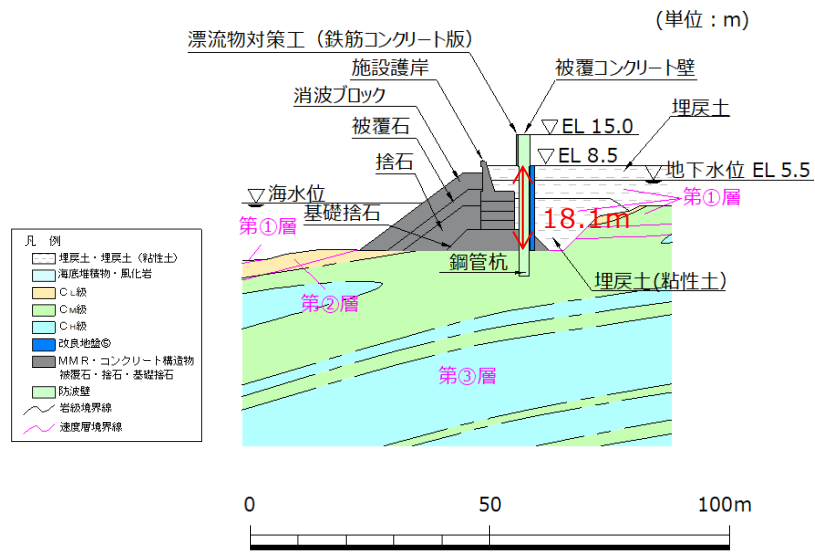 (単位：m)
漂流物対策工（鉄筋コンクリート版）
施設護岸
被覆コンクリート壁
消波ブロック
埋戻土
被覆石
EL 15.0
EL 8.5
捨石
地下水位 EL 5.5
海水位
第①層
基礎捨石
18.1m
第①層
鋼管杭
埋戻土(粘性土)
第②層
第③層
凡 例
埋戻土・埋戻土（粘性土）
海底堆積物・風化岩
CL級
CM級
CH級
改良地盤⑥
MMR・コンクリート構造物
被覆石・捨石・基礎捨石
防波壁
岩級境界線
速度層境界線
0 50 100m